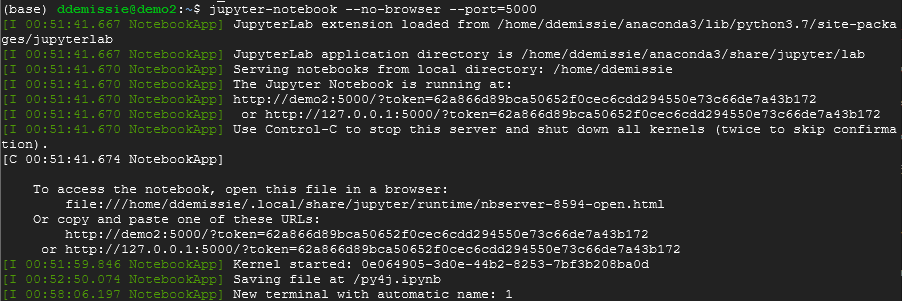 (base) ddemissie@demo2:~$ jupyter-notebook --no-browser --port=5000
[I 00:51:41.667 NotebookApp] JupyterLab extension loaded from /home/ddemissie/anaconda3/lib/python3.7/site-packa
ges/jupyterlab
[I 00:51:41.667 NotebookApp] JupyterLab application directory is /home/ddemissie/anaconda3/share/jupyter/lab
[I 00:51:41.670 NotebookApp] Serving notebooks from local directory: /home/ddemissie
[I 00:51:41.670 NotebookApp] The Jupyter Notebook is running at:
[I 00:51:41.670 NotebookApp] http://demo2:5000/?token=62a866d89bca50652f0cec6cdd294550e73c66de7a43b172
[I 00:51:41.670 NotebookApp]  or http://127.0.0.1:5000/?token=62a866d89bca50652f0cec6cdd294550e73c66de7a43b172
[I 00:51:41.670 NotebookApp] Use Control-C to stop this server and shut down all kernels (twice to skip confirma
tion).
[C 00:51:41.674 NotebookApp]
To access the notebook, open this file in a browser:
file:///home/ddemissie/.local/share/jupyter/runtime/nbserver-8594-open.html
Or copy and paste one of these URLs:
http://demo2:5000/?token=62a866d89bca50652f0cec6cdd294550e73c66de7a43b172
or http://127.0.0.1:5000/?token=62a866d89bca50652f0cec6cdd294550e73c66de7a43b172
[I 00:51:59.846 NotebookApp] Kernel started: 0e064905-3d0e-44b2-8253-7bf3b208ba0d
[I 00:52:50.074 NotebookApp] Saving file at /py4j.ipynb
[I 00:58:06.197 NotebookApp] New terminal with automatic name: 1